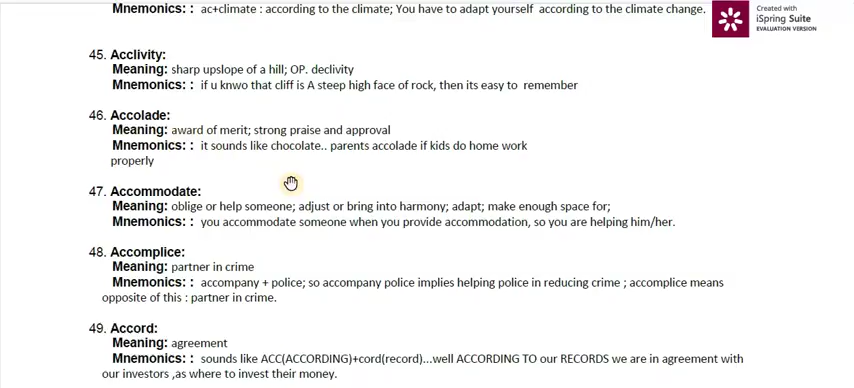 Mnemonics: : ac+climate : according to the climate; You have to adapt yourself according to the climate change.
Created with
iSpring Suite
EVALUATION VERSION
45. Acclivity:
Meaning: sharp upslope of a hill; OP. declivity
Mnemonics: : if u knwo that cliff is A steep high face of rock, then its easy to remember
46. Accolade:
Meaning: award of merit; strong praise and approval
Mnemonics: : it sounds like chocolate.. parents accolade if kids do home work
properly
47. Accommodate:
Meaning: oblige or help someone; adjust or bring into harmony; adapt; make enough space for;
Mnemonics: : you accommodate someone when you provide accommodation, so you are helping him/her.
48. Accomplice:
Meaning: partner in crime
Mnemonics: : accompany + police; so accompany police implies helping police in reducing crime ; accomplice means
opposite of this : partner in crime.
49. Accord:
Meaning: agreement
Mnemonics: : sounds like ACC(ACCORDING)+cord(record)...well ACCORDING TO our RECORDS we are in agreement with
our investors ,as where to invest their money.